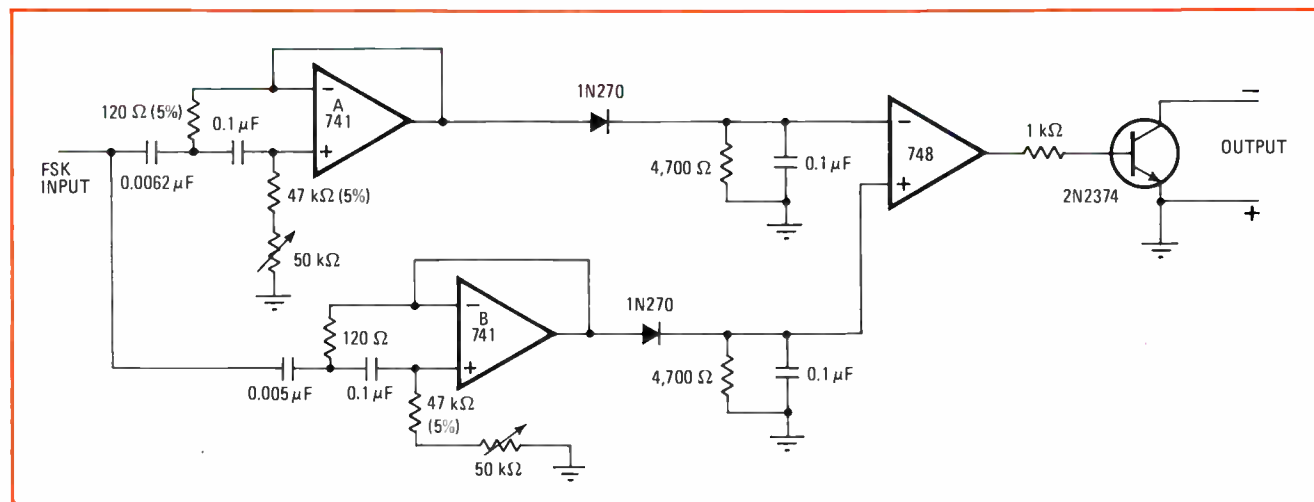 FSK
INPUT
0.0062 µF
120 Ω (5%)
0.1 µF
47 kΩ (5%)
50 kΩ
−
A
741
+
1N270
4,700 Ω
0.1 µF
−
748
+
1 kΩ
2N2374
−
OUTPUT
+
0.005 µF
120 Ω
0.1 µF
47 kΩ
(5%)
50 kΩ
−
B
741
+
1N270
4,700 Ω
0.1 µF